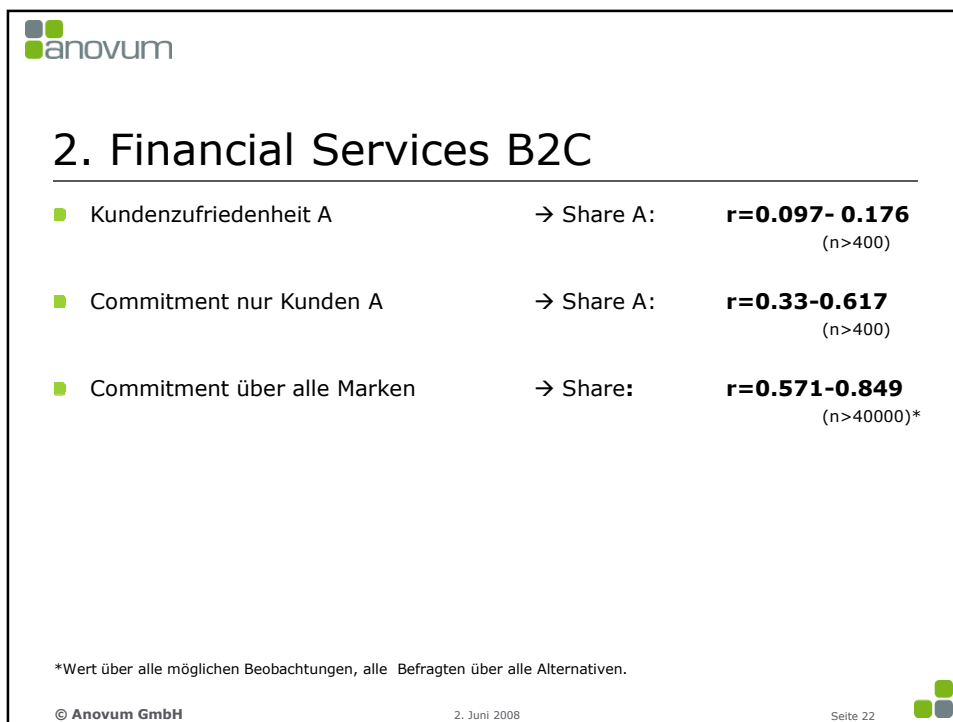 anovum
2. Financial Services B2C
Kundenzufriedenheit A → Share A: r=0.097- 0.176
(n>400)
Commitment nur Kunden A → Share A: r=0.33-0.617
(n>400)
Commitment über alle Marken → Share: r=0.571-0.849
(n>40000)*
*Wert über alle möglichen Beobachtungen, alle Befragten über alle Alternativen.
© Anovum GmbH 2. Juni 2008 Seite 22